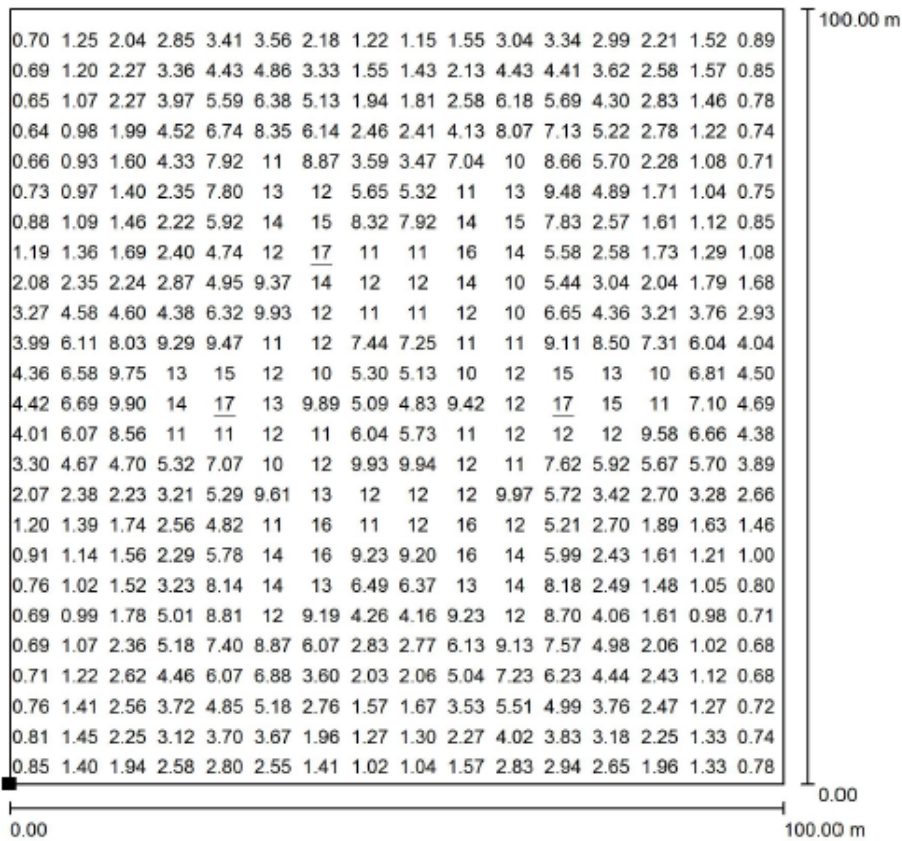 100.00 m
0.70 1.25 2.04 2.85 3.41 3.56 2.18 1.22 1.15 1.55 3.04 3.34 2.99 2.21 1.52 0.89
0.69 1.20 2.27 3.36 4.43 4.86 3.33 1.55 1.43 2.13 4.43 4.41 3.62 2.58 1.57 0.85
0.65 1.07 2.27 3.97 5.59 6.38 5.13 1.94 1.81 2.58 6.18 5.69 4.30 2.83 1.46 0.78
0.64 0.98 1.99 4.52 6.74 8.35 6.14 2.46 2.41 4.13 8.07 7.13 5.22 2.78 1.22 0.74
0.66 0.93 1.60 4.33 7.92 11 8.87 3.59 3.47 7.04 10 8.66 5.70 2.28 1.08 0.71
0.73 0.97 1.40 2.35 7.80 13 12 5.65 5.32 11 13 9.48 4.89 1.71 1.04 0.75
0.88 1.09 1.46 2.22 5.92 14 15 8.32 7.92 14 15 7.83 2.57 1.61 1.12 0.85
1.19 1.36 1.69 2.40 4.74 12 17 11 11 16 14 5.58 2.58 1.73 1.29 1.08
2.08 2.35 2.24 2.87 4.95 9.37 14 12 12 14 10 5.44 3.04 2.04 1.79 1.68
3.27 4.58 4.60 4.38 6.32 9.93 12 11 11 12 10 6.65 4.36 3.21 3.76 2.93
3.99 6.11 8.03 9.29 9.47 11 12 7.44 7.25 11 11 9.11 8.50 7.31 6.04 4.04
4.36 6.58 9.75 13 15 12 10 5.30 5.13 10 12 15 13 10 6.81 4.50
4.42 6.69 9.90 14 17 13 9.89 5.09 4.83 9.42 12 17 15 11 7.10 4.69
4.01 6.07 8.56 11 11 12 11 6.04 5.73 11 12 12 12 9.58 6.66 4.38
3.30 4.67 4.70 5.32 7.07 10 12 9.93 9.94 12 11 7.62 5.92 5.67 5.70 3.89
2.07 2.38 2.23 3.21 5.29 9.61 13 12 12 12 9.97 5.72 3.42 2.70 3.28 2.66
1.20 1.39 1.74 2.56 4.82 11 16 11 12 16 12 5.21 2.70 1.89 1.63 1.46
0.91 1.14 1.56 2.29 5.78 14 16 9.23 9.20 16 14 5.99 2.43 1.61 1.21 1.00
0.76 1.02 1.52 3.23 8.14 14 13 6.49 6.37 13 14 8.18 2.49 1.48 1.05 0.80
0.69 0.99 1.78 5.01 8.81 12 9.19 4.26 4.16 9.23 12 8.70 4.06 1.61 0.98 0.71
0.69 1.07 2.36 5.18 7.40 8.87 6.07 2.83 2.77 6.13 9.13 7.57 4.98 2.06 1.02 0.68
0.71 1.22 2.62 4.46 6.07 6.88 3.60 2.03 2.06 5.04 7.23 6.23 4.44 2.43 1.12 0.68
0.76 1.41 2.56 3.72 4.85 5.18 2.76 1.57 1.67 3.53 5.51 4.99 3.76 2.47 1.27 0.72
0.81 1.45 2.25 3.12 3.70 3.67 1.96 1.27 1.30 2.27 4.02 3.83 3.18 2.25 1.33 0.74
0.85 1.40 1.94 2.58 2.80 2.55 1.41 1.02 1.04 1.57 2.83 2.94 2.65 1.96 1.33 0.78
0.00
0.00 100.00 m